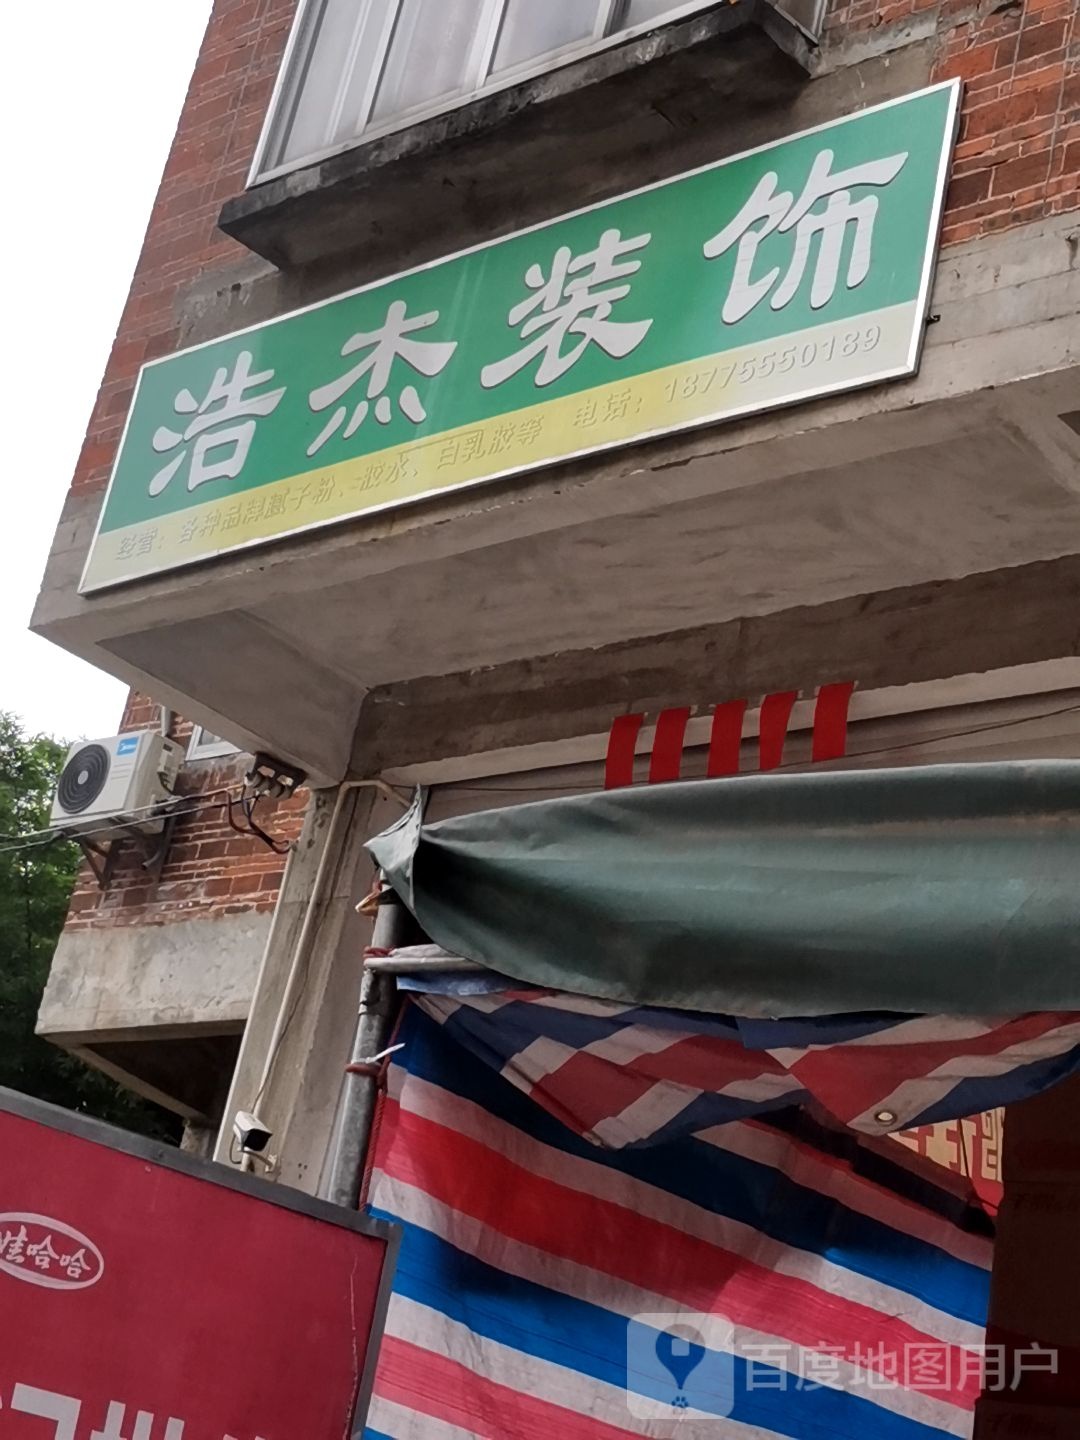 浩杰装饰
经营：各种品牌腻子粉、胶水、白乳胶等 电话：18775550189
娃哈哈
百度地图用户